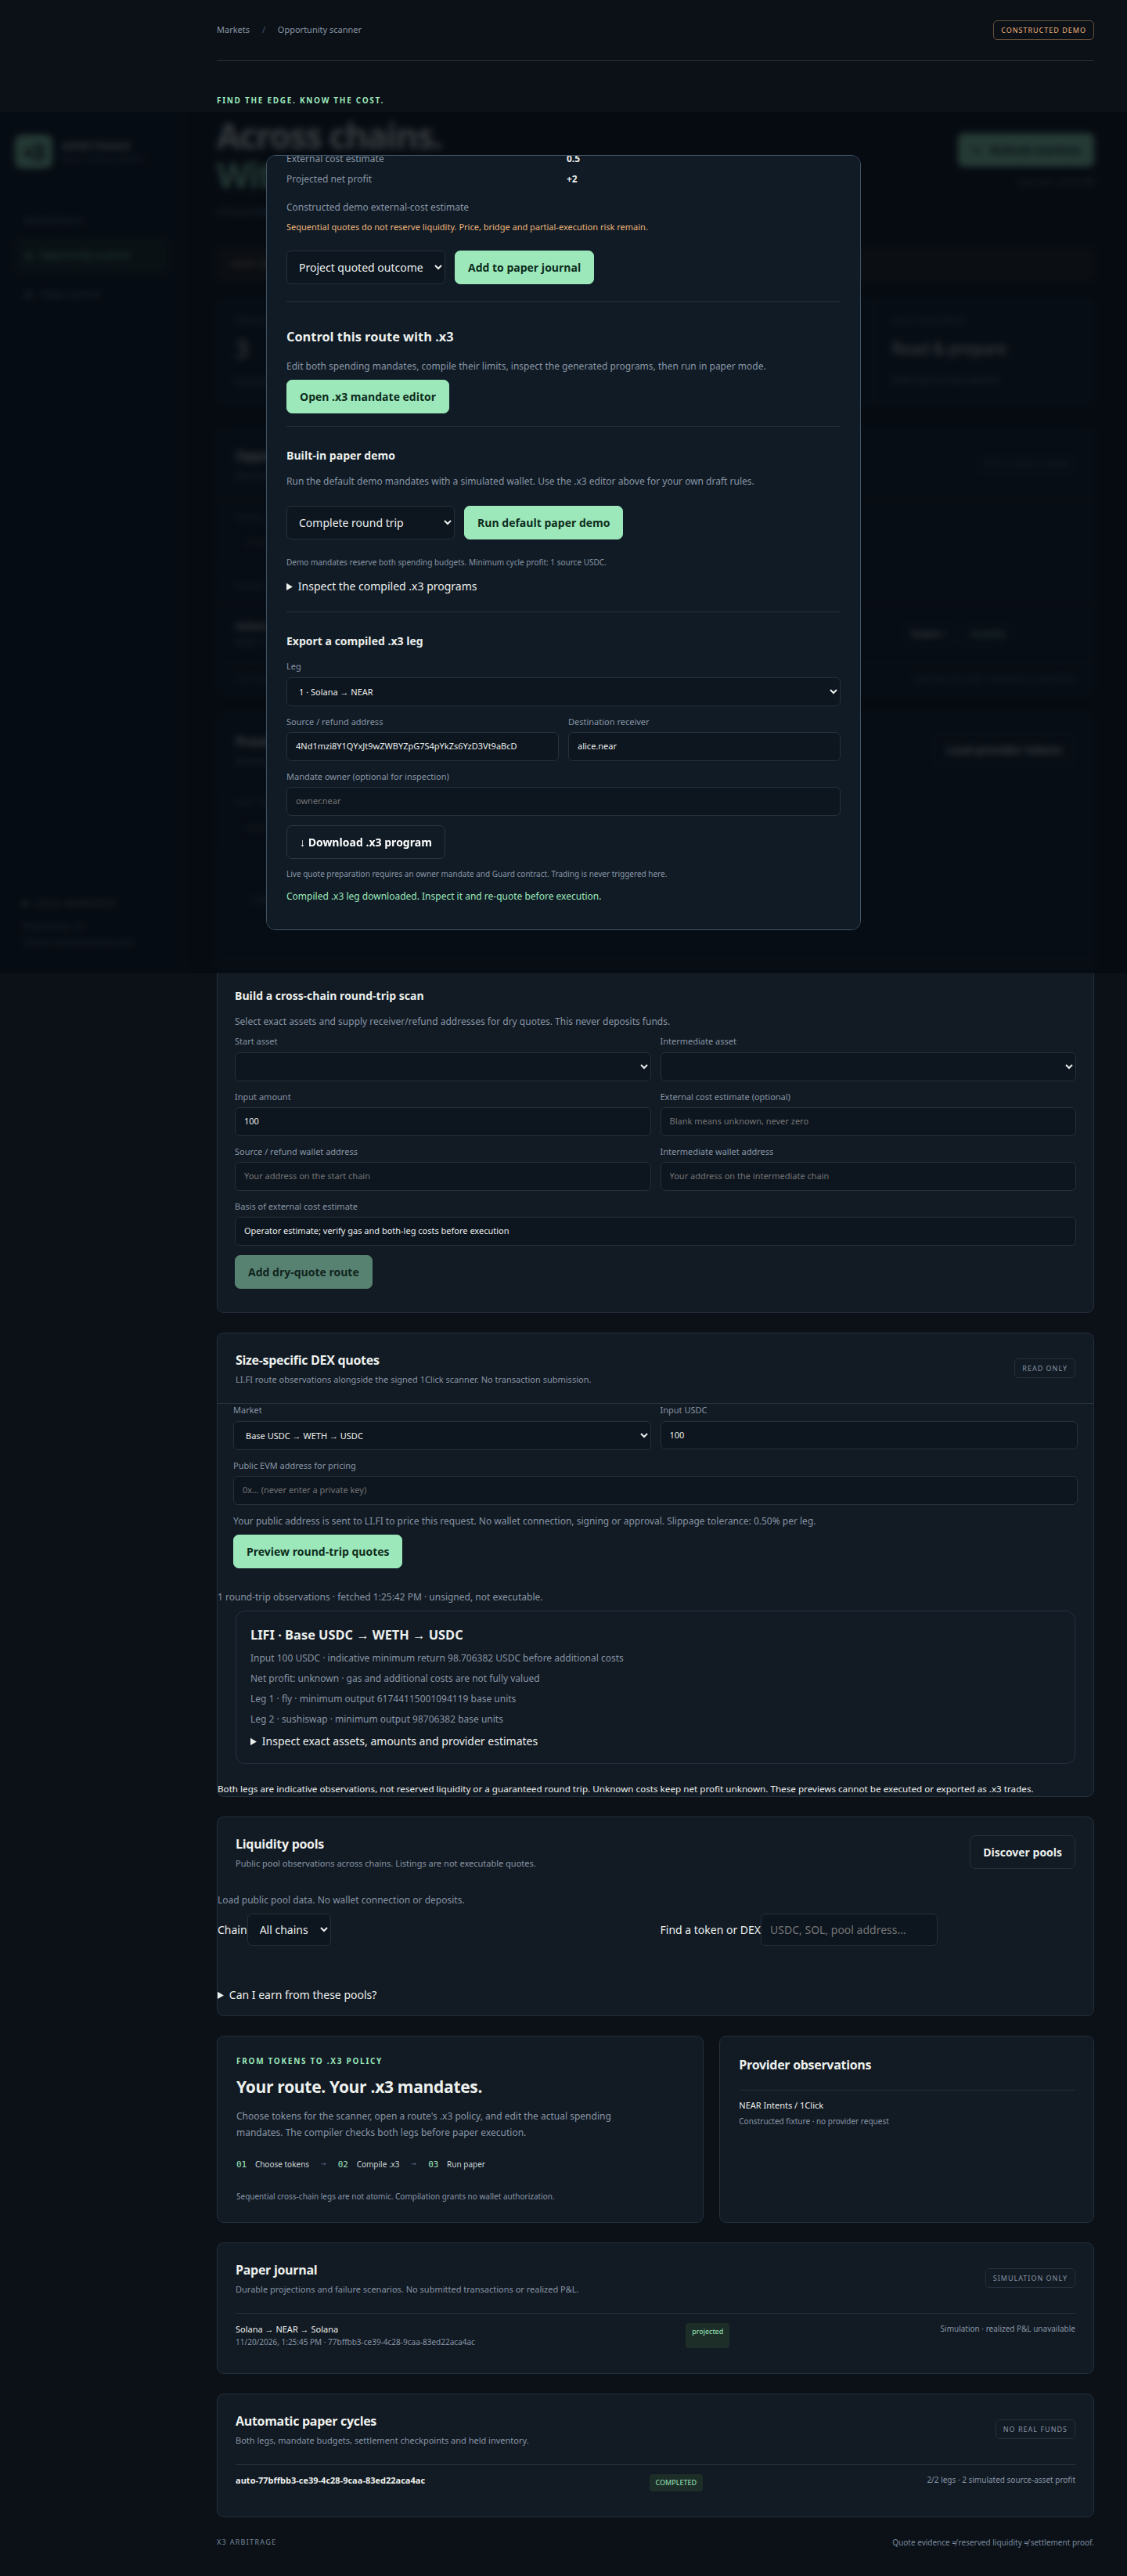 Markets / Opportunity scanner
CONSTRUCTED DEMO
FIND THE EDGE. KNOW THE COST.
Across chains.
External cost estimate 0.5
Projected net profit +2
Constructed demo external-cost estimate
Sequential quotes do not reserve liquidity. Price, bridge and partial-execution risk remain.
Project quoted outcome
Add to paper journal
Control this route with .x3
Edit both spending mandates, compile their limits, inspect the generated programs, then run in paper mode.
Open .x3 mandate editor
Built-in paper demo
Run the default demo mandates with a simulated wallet. Use the .x3 editor above for your own draft rules.
Complete round trip
Run default paper demo
Demo mandates reserve both spending budgets. Minimum cycle profit: 1 source USDC.
▶ Inspect the compiled .x3 programs
Export a compiled .x3 leg
Leg
1 · Solana → NEAR
Source / refund address
Destination receiver
4Nd1mzi8Y1QYxJt9wZWBYZpG7S4pYkZs6YzD3Vt9aBcD
alice.near
Mandate owner (optional for inspection)
owner.near
↓ Download .x3 program
Live quote preparation requires an owner mandate and Guard contract. Trading is never triggered here.
Compiled .x3 leg downloaded. Inspect it and re-quote before execution.
Read & prepare
3
Build a cross-chain round-trip scan
Select exact assets and supply receiver/refund addresses for dry quotes. This never deposits funds.
Start asset
Intermediate asset
Input amount
External cost estimate (optional)
100
Blank means unknown, never zero
Source / refund wallet address
Intermediate wallet address
Your address on the start chain
Your address on the intermediate chain
Basis of external cost estimate
Operator estimate; verify gas and both-leg costs before execution
Add dry-quote route
Size-specific DEX quotes
LI.FI route observations alongside the signed 1Click scanner. No transaction submission.
READ ONLY
Market
Input USDC
Base USDC → WETH → USDC
100
Public EVM address for pricing
0x... (never enter a private key)
Your public address is sent to LI.FI to price this request. No wallet connection, signing or approval. Slippage tolerance: 0.50% per leg.
Preview round-trip quotes
1 round-trip observations · fetched 1:25:42 PM · unsigned, not executable.
LIFI · Base USDC → WETH → USDC
Input 100 USDC · indicative minimum return 98.706382 USDC before additional costs
Net profit: unknown · gas and additional costs are not fully valued
Leg 1 · fly · minimum output 61744115001094119 base units
Leg 2 · sushiswap · minimum output 98706382 base units
▶ Inspect exact assets, amounts and provider estimates
Both legs are indicative observations, not reserved liquidity or a guaranteed round trip. Unknown costs keep net profit unknown. These previews cannot be executed or exported as .x3 trades.
Liquidity pools
Public pool observations across chains. Listings are not executable quotes.
Discover pools
Load public pool data. No wallet connection or deposits.
Chain All chains
Find a token or DEX USDC, SOL, pool address...
▶ Can I earn from these pools?
FROM TOKENS TO .X3 POLICY
Your route. Your .x3 mandates.
Choose tokens for the scanner, open a route's .x3 policy, and edit the actual spending
mandates. The compiler checks both legs before paper execution.
01 Choose tokens → 02 Compile .x3 → 03 Run paper
Sequential cross-chain legs are not atomic. Compilation grants no wallet authorization.
Provider observations
NEAR Intents / 1Click
Constructed fixture · no provider request
Paper journal
Durable projections and failure scenarios. No submitted transactions or realized P&L.
SIMULATION ONLY
Solana → NEAR → Solana
11/20/2026, 1:25:45 PM · 77bffbb3-ce39-4c28-9caa-83ed22aca4ac
projected
Simulation · realized P&L unavailable
Automatic paper cycles
Both legs, mandate budgets, settlement checkpoints and held inventory.
NO REAL FUNDS
auto-77bffbb3-ce39-4c28-9caa-83ed22aca4ac
COMPLETED
2/2 legs · 2 simulated source-asset profit
X3 ARBITRAGE
Quote evidence ≠ reserved liquidity ≠ settlement proof.